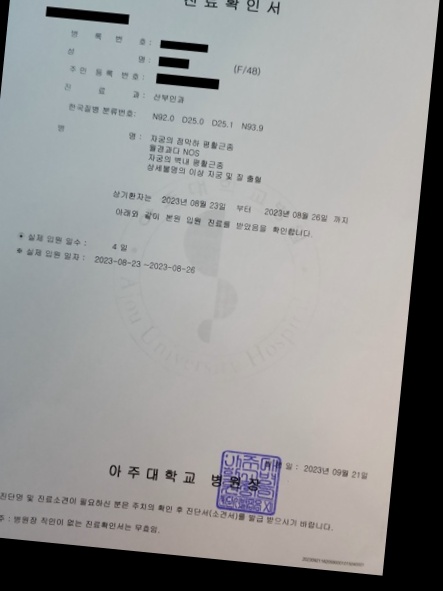 진료확인서
병록번호:
성명: (F/48)
주민등록번호:
진료과: 산부인과
한국질병 분류번호: N92.0 D25.0 D25.1 N93.9
병명: 자궁의 점막하 평활근종
월경과다 NOS
자궁의 벽내 평활근종
상세불명의 이상 자궁 및 질 출혈
상기환자는 2023년 08월 23일 부터 2023년 08월 26일 까지
아래와 같이 본원 입원 진료를 받았음을 확인합니다.
※ 실제 입원 일수 : 4 일
※ 실제 입원 일자 : 2023-08-23 ~2023-08-26
Ajou University Hospital
일 : 2023년 09월 21일
아주대학교 병원장
진단명 및 진료소견이 필요하신 분은 주치의 확인 후 진단서(소견서)를 발급 받으시기 바랍니다.
주 : 병원장 직인이 없는 진료확인서는 무효임.